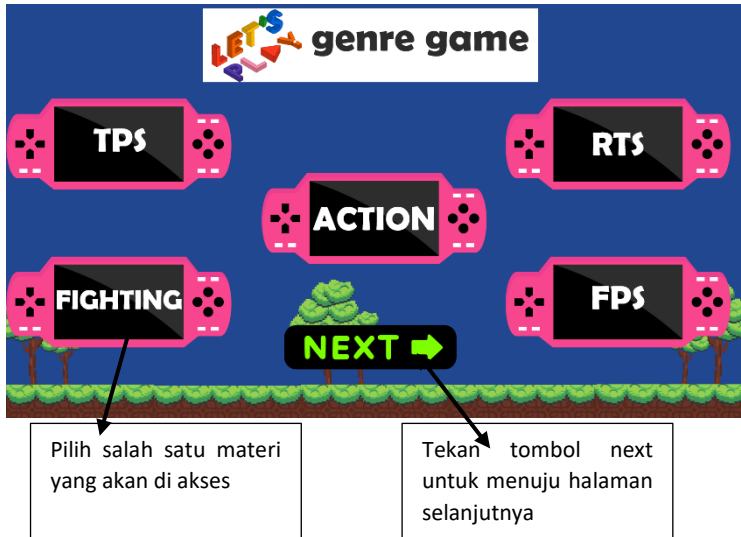 LET'S PLAY genre game
TPS
RTS
ACTION
FIGHTING
FPS
NEXT
Pilih salah satu materi
yang akan di akses
Tekan tombol next
untuk menuju halaman
selanjutnya